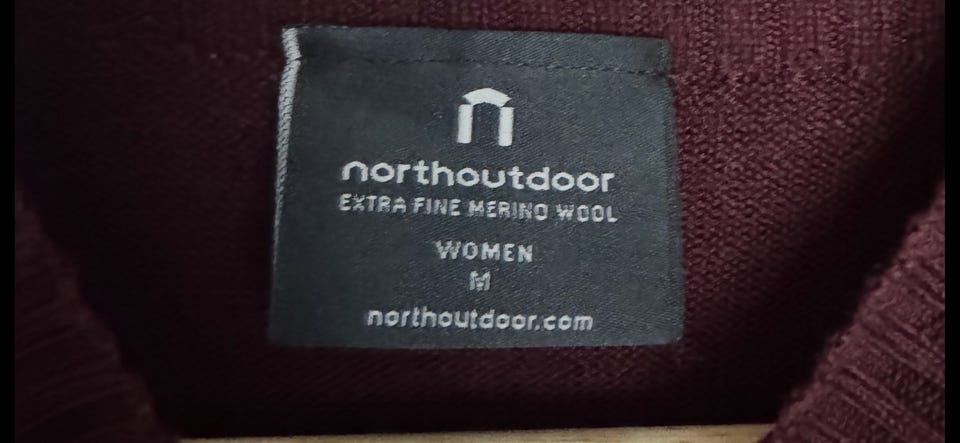 northoutdoor
EXTRA FINE MERINO WOOL
WOMEN
M
northoutdoor.com